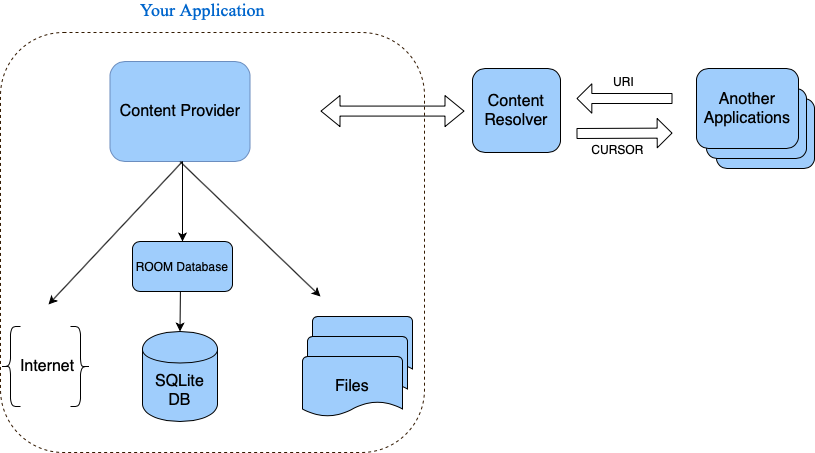 Your Application
Content Provider
Content
Resolver
URI
CURSOR
Another
Applications
ROOM Database
Internet
SQLite
DB
Files